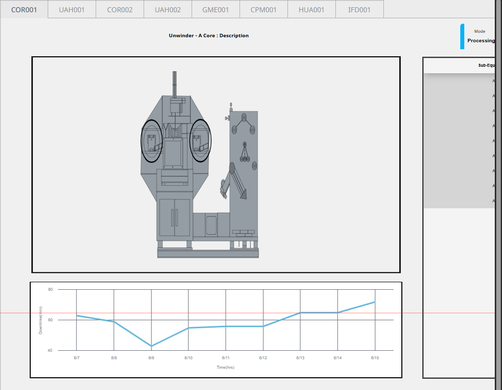 COR001 UAH001 COR002 UAH002 GME001 CPM001 HUA001 IFD001
Unwinder - A Core : Description
Mode
Processing
Sub-Equ
8/7 8/8 8/9 8/10 8/11 8/12 8/13 8/14 8/15
Time(hrs)